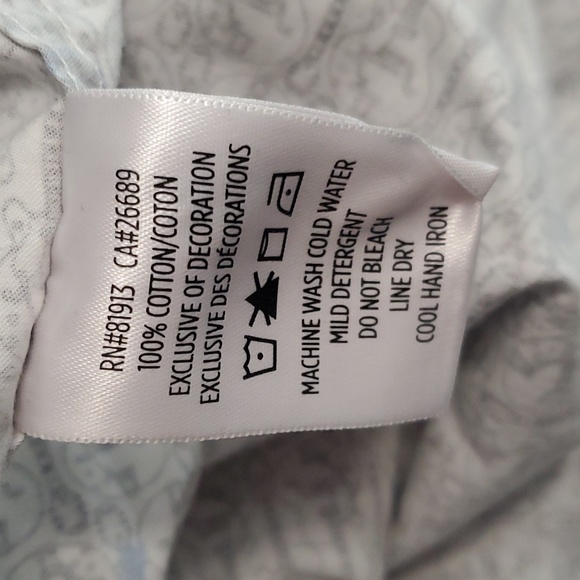 RN#81913 CA#26689
100% COTTON/COTON
EXCLUSIVE OF DECORATION
EXCLUSIVE DES DÉCORATIONS
MACHINE WASH COLD WATER
MILD DETERGENT
DO NOT BLEACH
LINE DRY
COOL HAND IRON